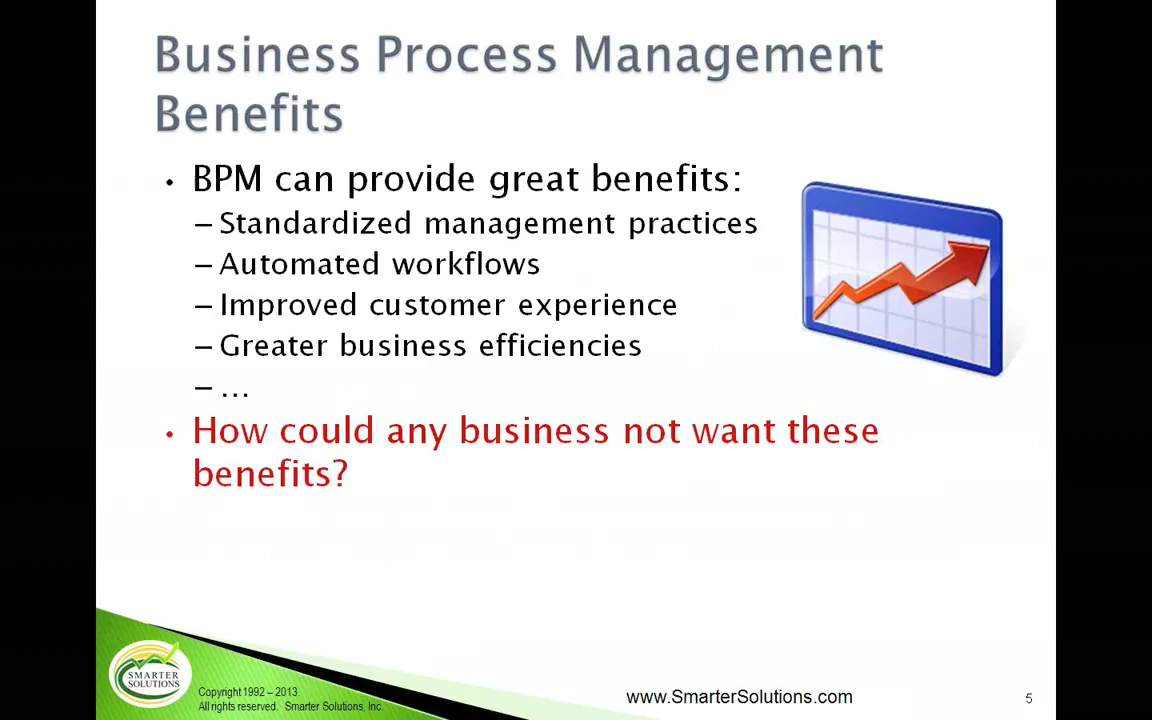 Business Process Management
Benefits
• BPM can provide great benefits:
– Standardized management practices
– Automated workflows
– Improved customer experience
– Greater business efficiencies
– ...
• How could any business not want these
benefits?
SMARTER
SOLUTIONS
Copyright 1992 – 2013.
All rights reserved. Smarter Solutions, Inc.
www.SmarterSolutions.com
5